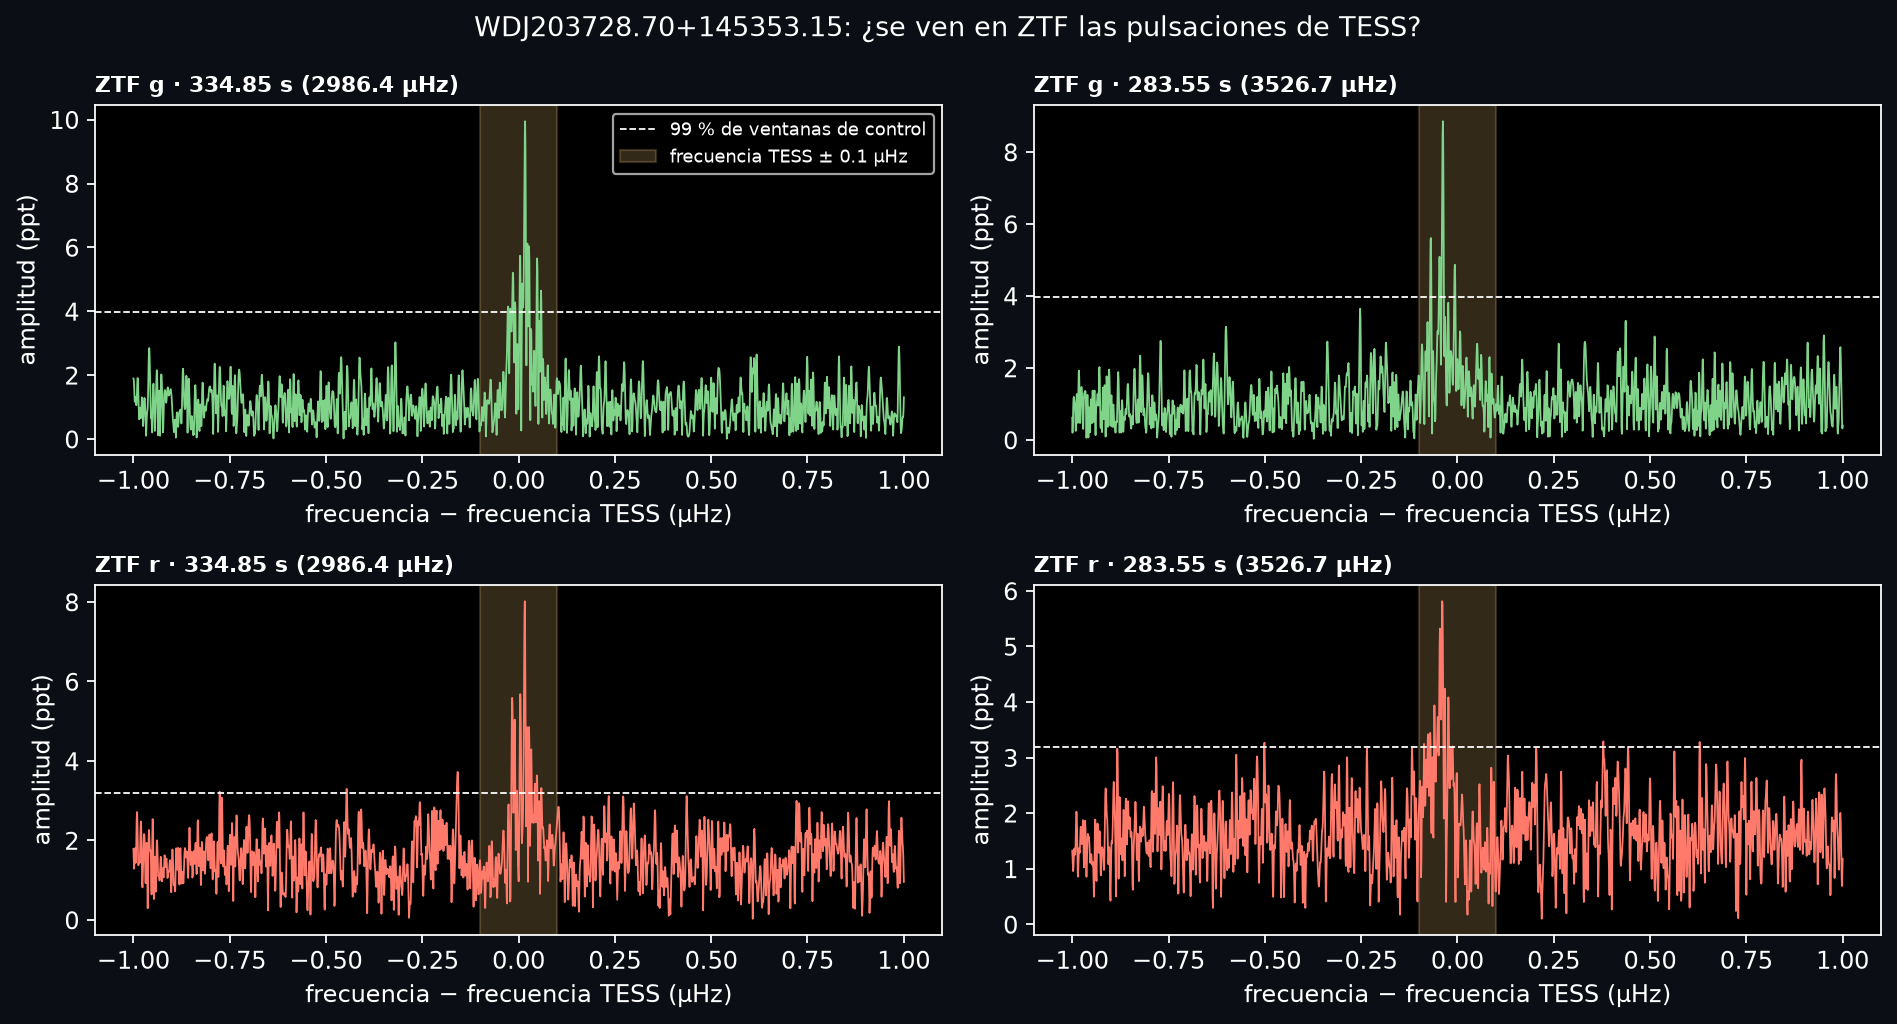 WDJ203728.70+145353.15: ¿se ven en ZTF las pulsaciones de TESS?
ZTF g · 334.85 s (2986.4 µHz)
amplitud (ppt)
10
8
6
4
2
0
99 % de ventanas de control
frecuencia TESS ± 0.1 µHz
−1.00 −0.75 −0.50 −0.25 0.00 0.25 0.50 0.75 1.00
frecuencia − frecuencia TESS (µHz)
ZTF g · 283.55 s (3526.7 µHz)
amplitud (ppt)
8
6
4
2
0
−1.00 −0.75 −0.50 −0.25 0.00 0.25 0.50 0.75 1.00
frecuencia − frecuencia TESS (µHz)
ZTF r · 334.85 s (2986.4 µHz)
amplitud (ppt)
8
6
4
2
0
−1.00 −0.75 −0.50 −0.25 0.00 0.25 0.50 0.75 1.00
frecuencia − frecuencia TESS (µHz)
ZTF r · 283.55 s (3526.7 µHz)
amplitud (ppt)
6
5
4
3
2
1
0
−1.00 −0.75 −0.50 −0.25 0.00 0.25 0.50 0.75 1.00
frecuencia − frecuencia TESS (µHz)